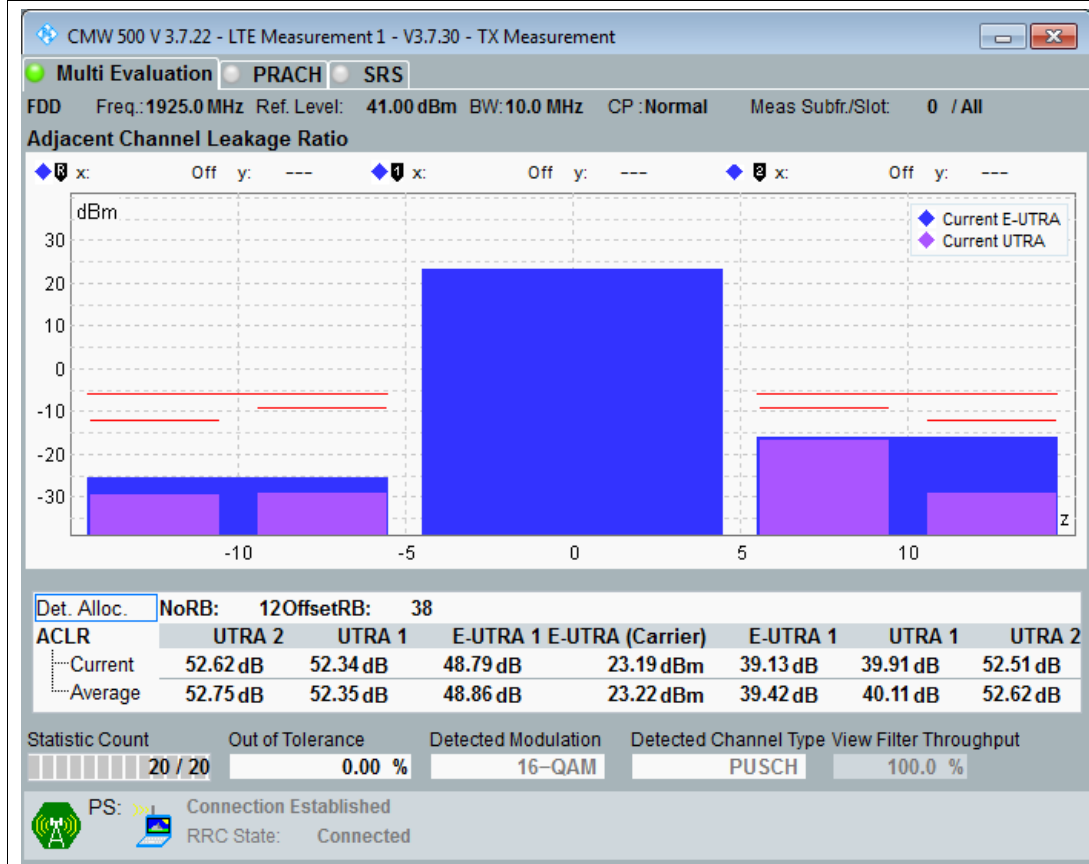 CMW 500 V 3.7.22 - LTE Measurement 1 - V3.7.30 - TX Measurement
Multi Evaluation PRACH SRS
FDD Freq.: 1925.0 MHz Ref. Level: 41.00 dBm BW: 10.0 MHz CP : Normal Meas Subfr./Slot: 0 / All
Adjacent Channel Leakage Ratio
R x: Off y: --- 1 x: Off y: --- 2 x: Off y: ---
dBm
Current E-UTRA
Current UTRA
30
20
10
0
-10
-20
-30
z
-10 -5 0 5 10
Det. Alloc. NoRB: 12 OffsetRB: 38
ACLR UTRA 2 UTRA 1 E-UTRA 1 E-UTRA (Carrier) E-UTRA 1 UTRA 1 UTRA 2
Current 52.62 dB 52.34 dB 48.79 dB 23.19 dBm 39.13 dB 39.91 dB 52.51 dB
Average 52.75 dB 52.35 dB 48.86 dB 23.22 dBm 39.42 dB 40.11 dB 52.62 dB
Statistic Count Out of Tolerance Detected Modulation Detected Channel Type View Filter Throughput
20 / 20 0.00 % 16-QAM PUSCH 100.0 %
PS: Connection Established
RRC State: Connected